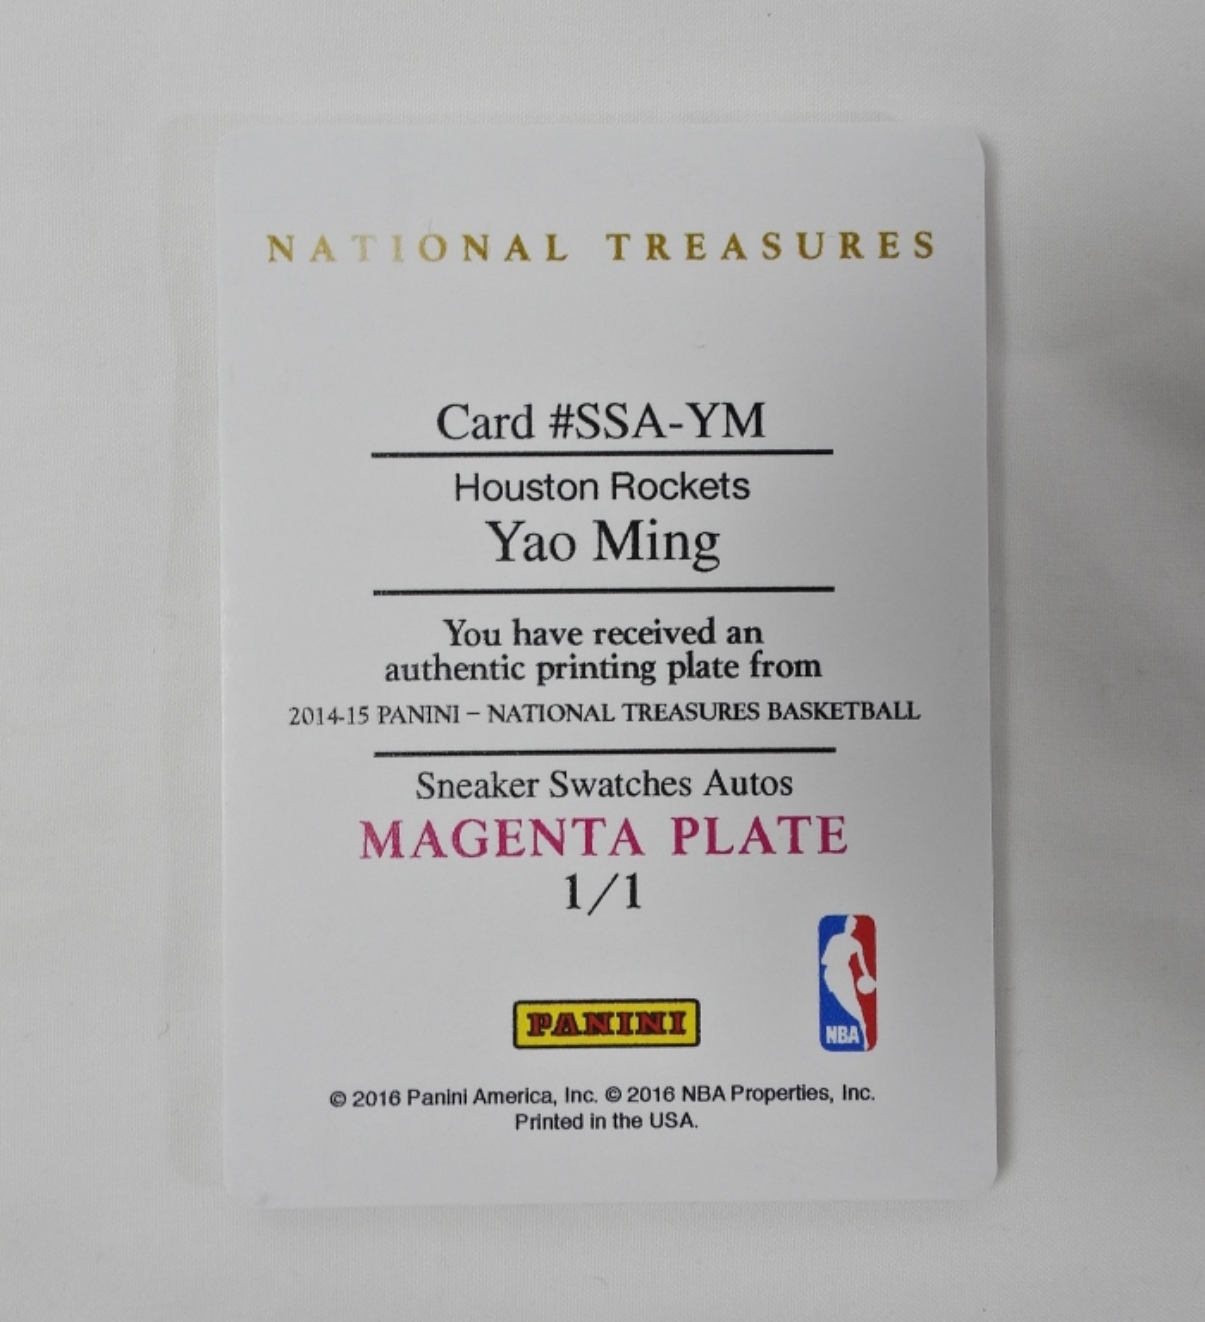 NATIONAL TREASURES
Card #SSA-YM
Houston Rockets
Yao Ming
You have received an
authentic printing plate from
2014-15 PANINI – NATIONAL TREASURES BASKETBALL
Sneaker Swatches Autos
MAGENTA PLATE
1/1
NBA
PANINI
© 2016 Panini America, Inc. © 2016 NBA Properties, Inc.
Printed in the USA.